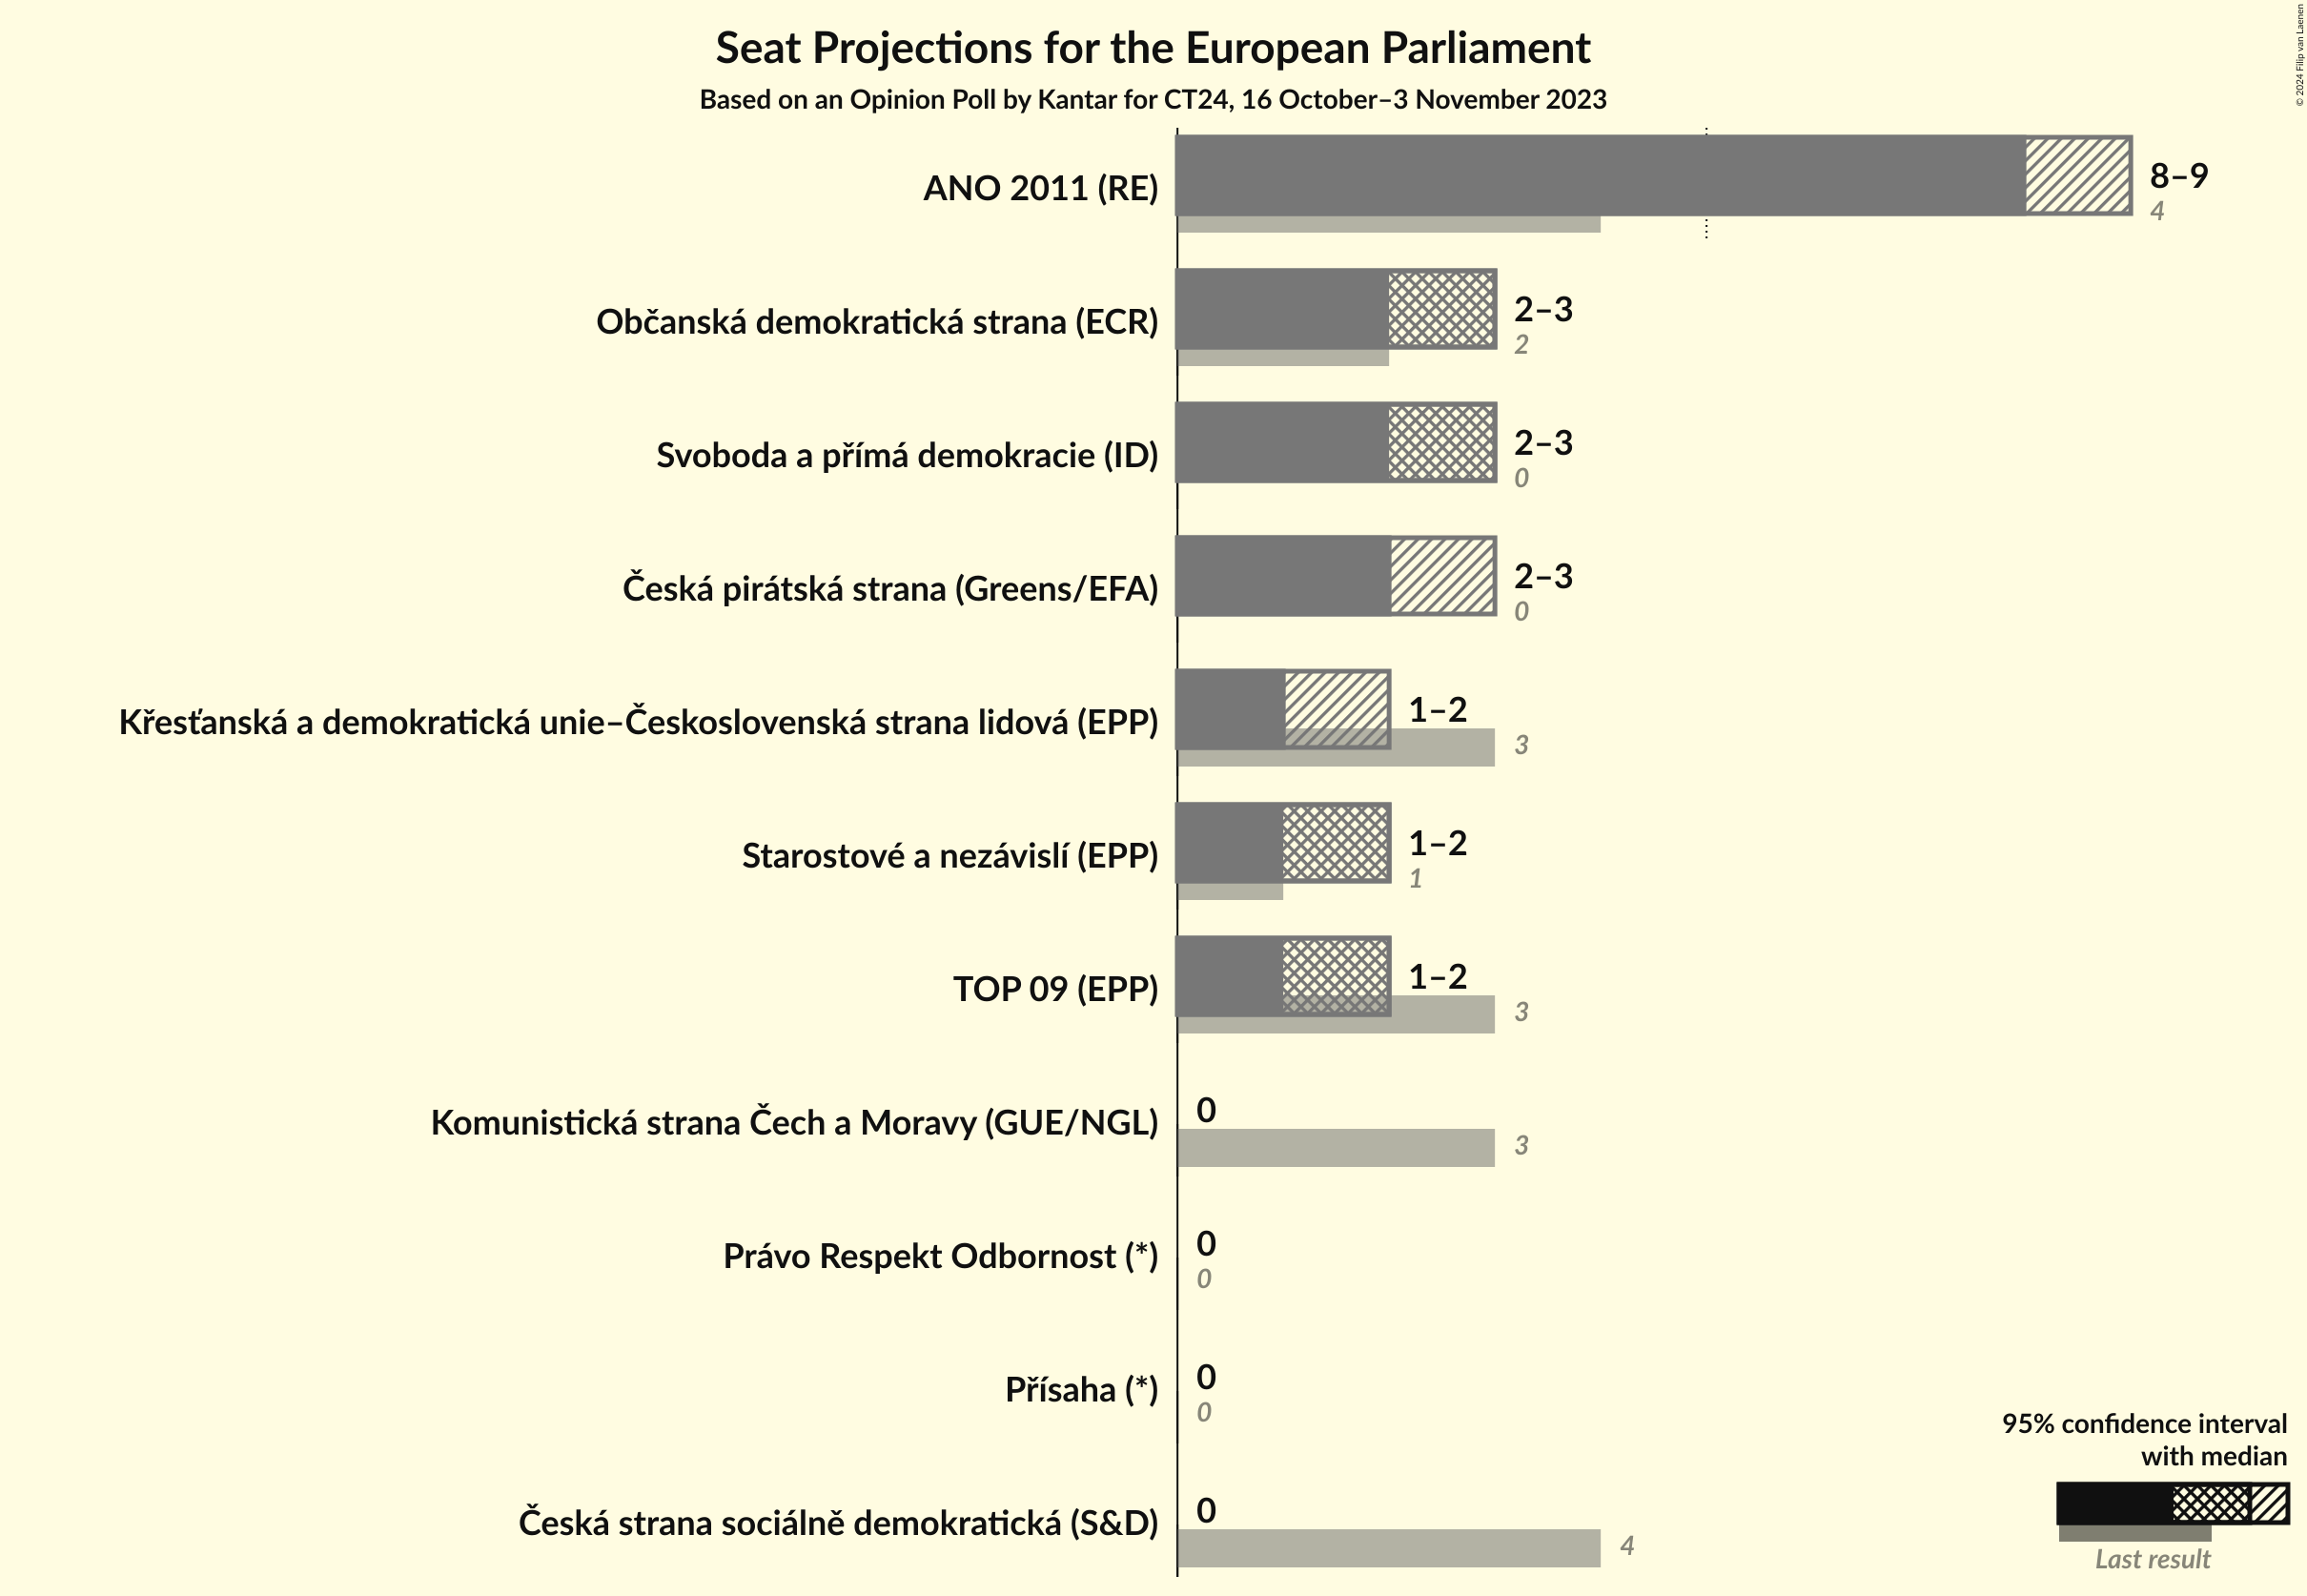 Seat Projections for the European Parliament
Based on an Opinion Poll by Kantar for CT24, 16 October–3 November 2023
© 2024 Filip van Laenen
ANO 2011 (RE)
8–9
4
Občanská demokratická strana (ECR)
2–3
2
Svoboda a přímá demokracie (ID)
2–3
0
Česká pirátská strana (Greens/EFA)
2–3
0
Křesťanská a demokratická unie–Československá strana lidová (EPP)
1–2
3
Starostové a nezávislí (EPP)
1–2
1
TOP 09 (EPP)
1–2
3
Komunistická strana Čech a Moravy (GUE/NGL)
0
3
Právo Respekt Odbornost (*)
0
0
Přísaha (*)
0
0
Česká strana sociálně demokratická (S&D)
0
4
95% confidence interval
with median
Last result